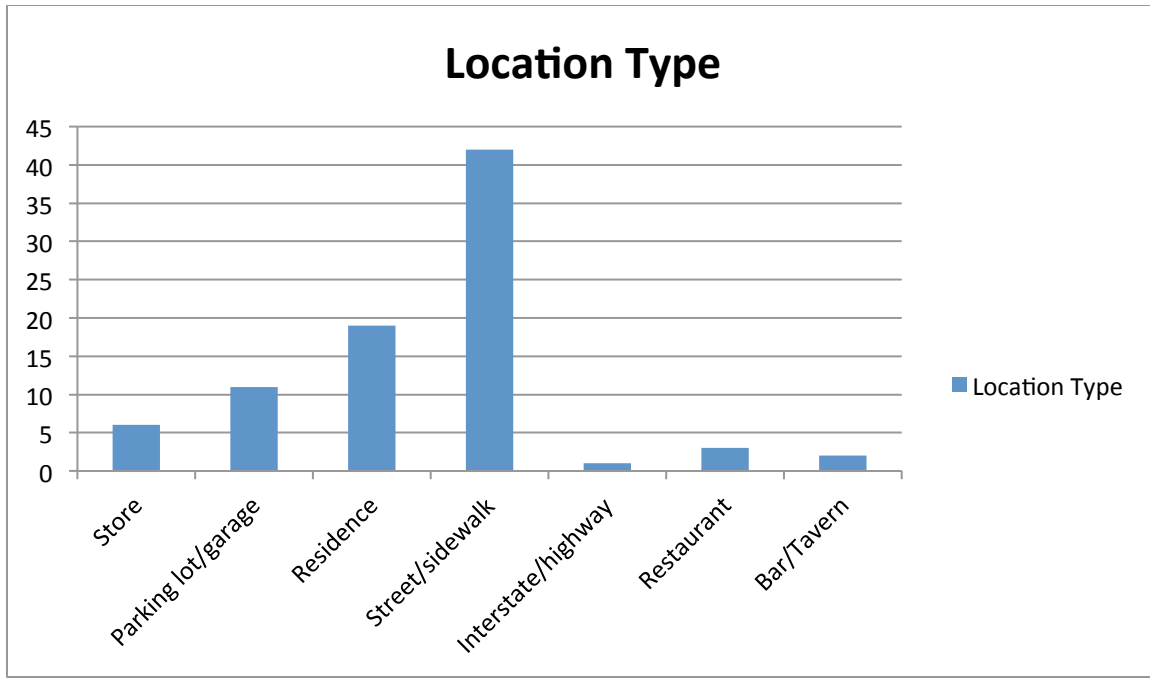 Location Type
45
40
35
30
25
20
15
10
5
0
Store
Parking lot/garage
Residence
Street/sidewalk
Interstate/highway
Restaurant
Bar/Tavern
Location Type